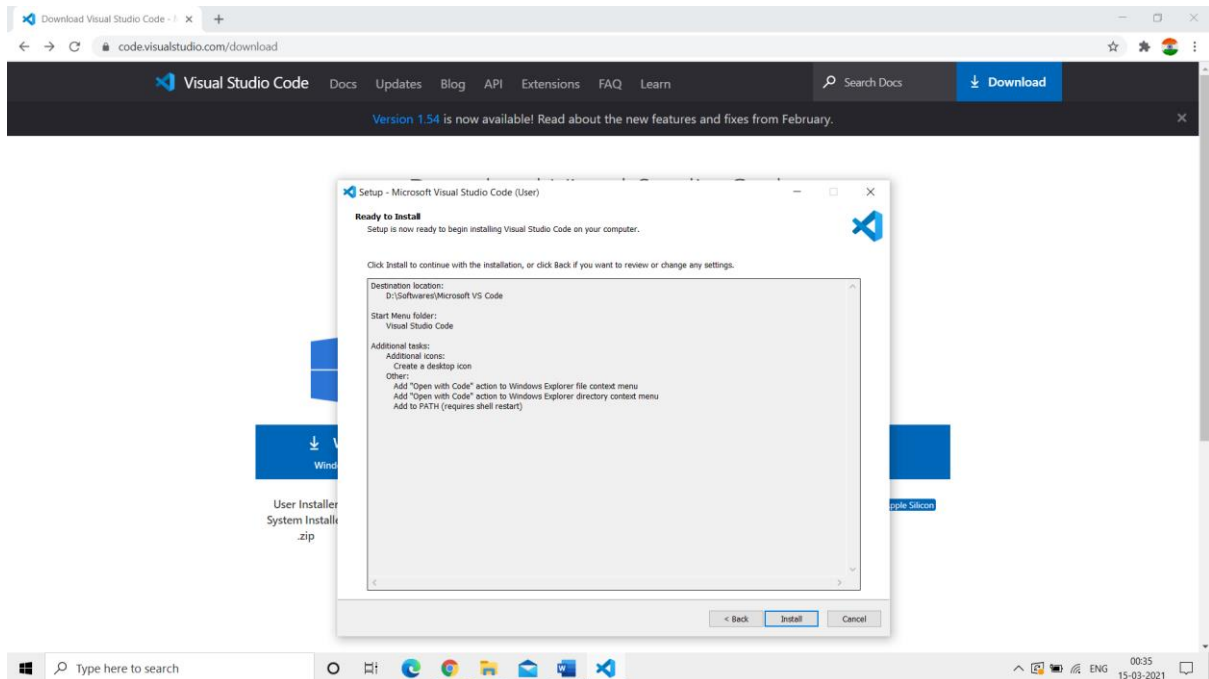 Download Visual Studio Code -
code.visualstudio.com/download
Visual Studio Code Docs Updates Blog API Extensions FAQ Learn Search Docs Download
Version 1.54 is now available! Read about the new features and fixes from February.
Setup - Microsoft Visual Studio Code (User)
Ready to Install
Setup is now ready to begin installing Visual Studio Code on your computer.
Click Install to continue with the installation, or click Back if you want to review or change any settings.
Destination location:
D:\Softwares\Microsoft VS Code
Start Menu folder:
Visual Studio Code
Additional tasks:
Additional icons:
Create a desktop icon
Other:
Add "Open with Code" action to Windows Explorer file context menu
Add "Open with Code" action to Windows Explorer directory context menu
Add to PATH (requires shell restart)
User Installer
System Installe
.zip
Silicon
< Back Install Cancel
Type here to search
ENG
00:35
15-03-2021